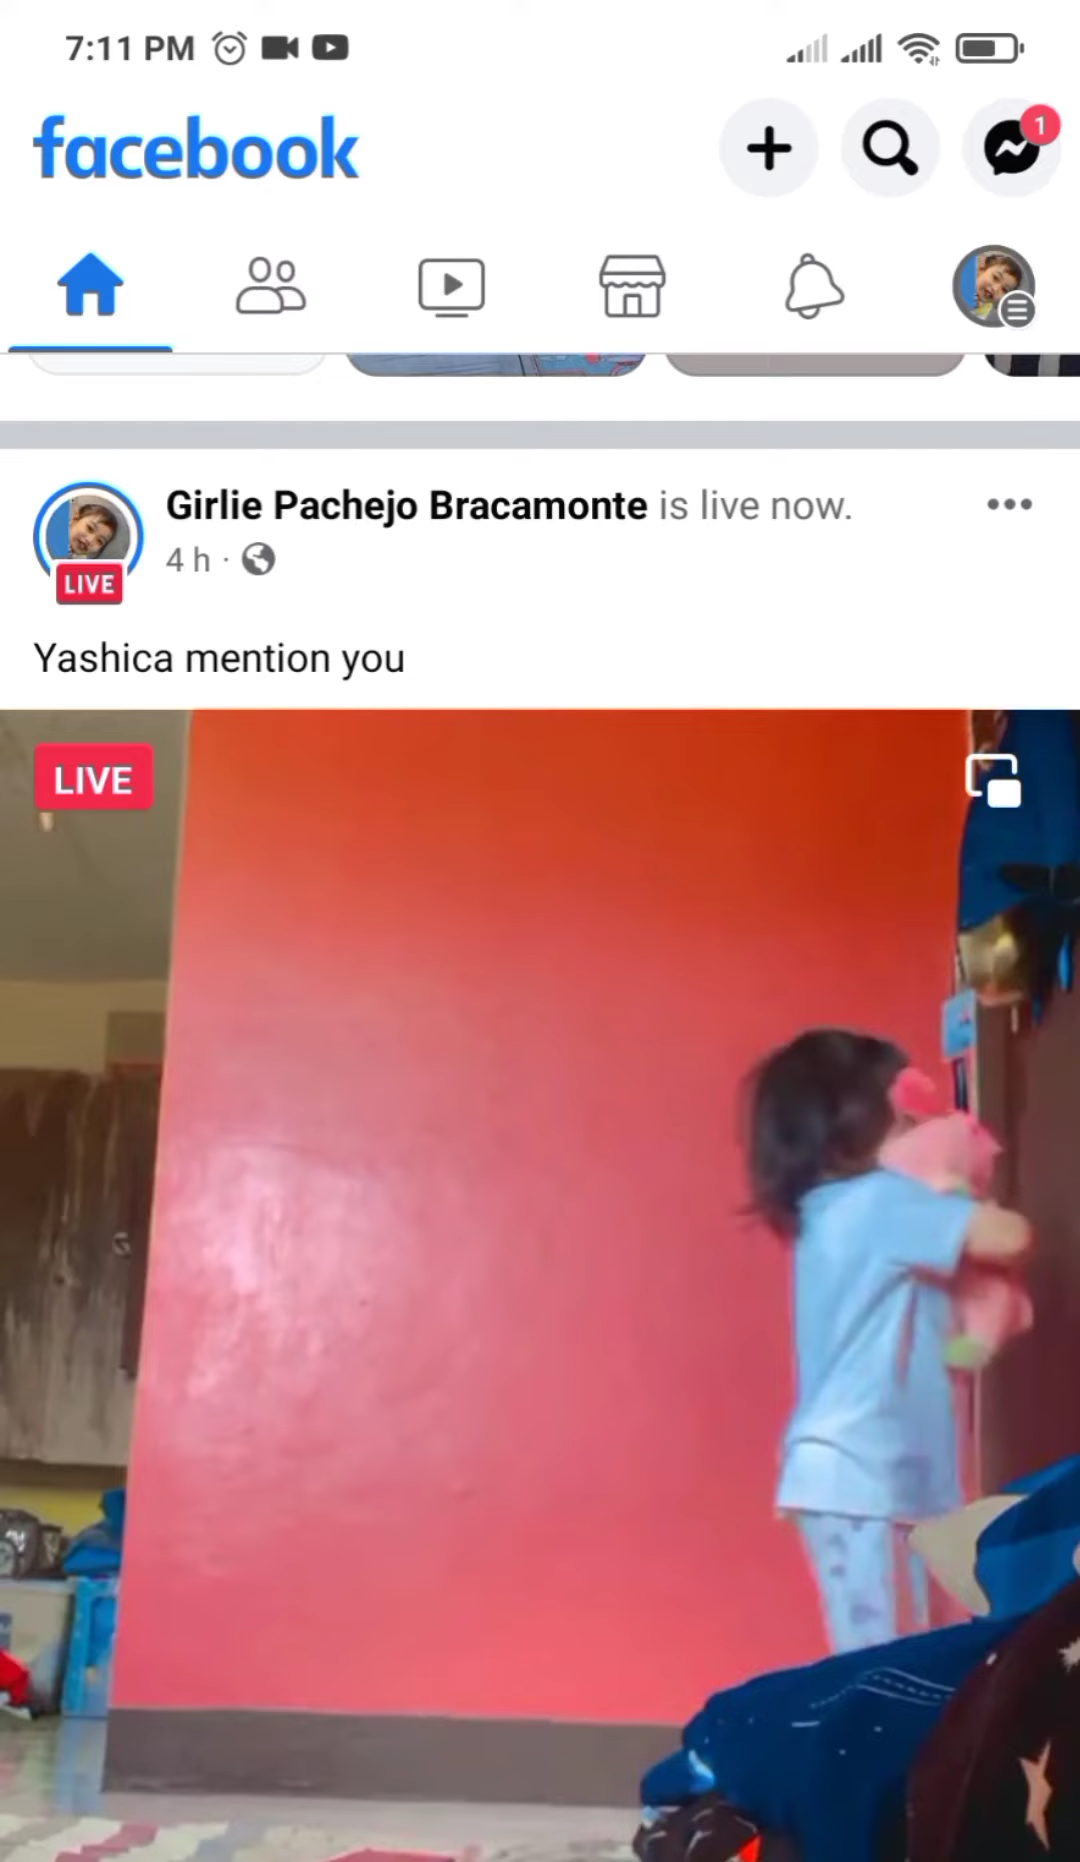 7:11 PM
facebook
1
Girlie Pachejo Bracamonte is live now.
4 h ·
LIVE
Yashica mention you
LIVE